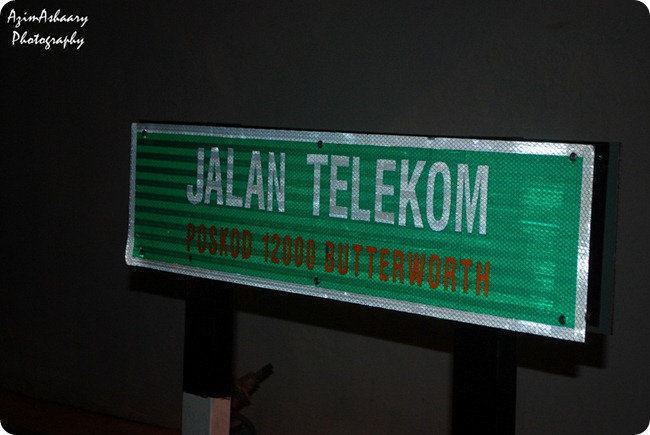 AzimAshaary
Photography
JALAN TELEKOM
POSKOD 12000 BUTTERWORTH